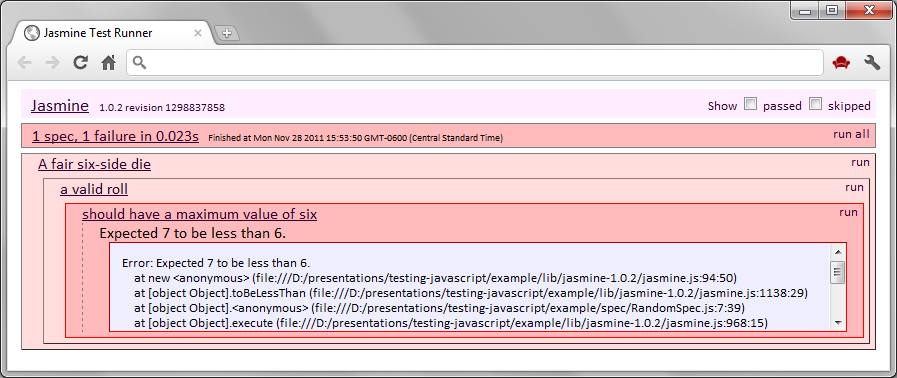 Jasmine Test Runner
Jasmine 1.0.2 revision 1298837858 Show passed skipped
1 spec, 1 failure in 0.023s Finished at Mon Nov 28 2011 15:53:50 GMT-0600 (Central Standard Time) run all
A fair six-side die run
a valid roll run
should have a maximum value of six run
Expected 7 to be less than 6.
Error: Expected 7 to be less than 6.
at new <anonymous> (file:///D:/presentations/testing-javascript/example/lib/jasmine-1.0.2/jasmine.js:94:50)
at [object Object].toBeLessThan (file:///D:/presentations/testing-javascript/example/lib/jasmine-1.0.2/jasmine.js:1138:29)
at [object Object].<anonymous> (file:///D:/presentations/testing-javascript/example/spec/RandomSpec.js:7:39)
at [object Object].execute (file:///D:/presentations/testing-javascript/example/lib/jasmine-1.0.2/jasmine.js:968:15)